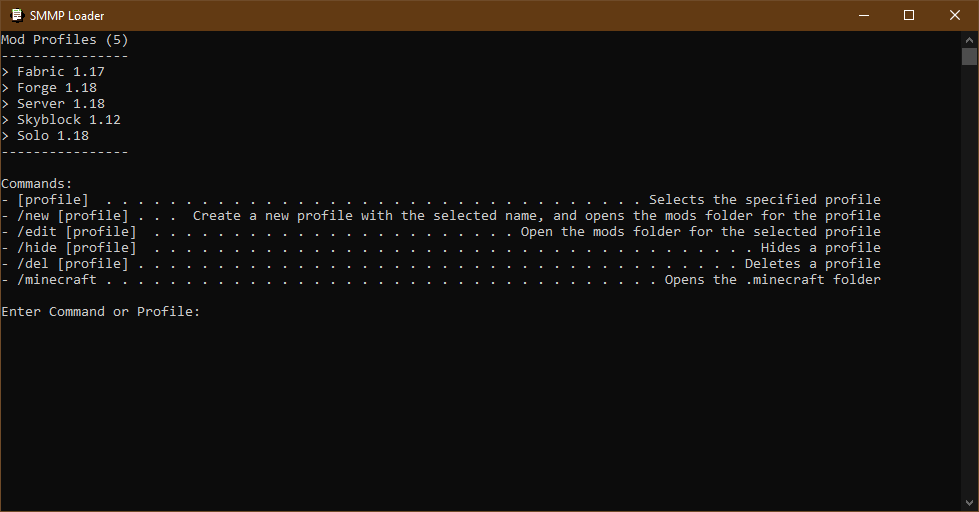 SMMP Loader
Mod Profiles (5)
----------------
> Fabric 1.17
> Forge 1.18
> Server 1.18
> Skyblock 1.12
> Solo 1.18
----------------
Commands:
- [profile]  . . . . . . . . . . . . . . . . . . . . . . . . . . . . . . . . . . Selects the specified profile
- /new [profile] . . .  Create a new profile with the selected name, and opens the mods folder for the profile
- /edit [profile]  . . . . . . . . . . . . . . . . . . . . . . . Open the mods folder for the selected profile
- /hide [profile]  . . . . . . . . . . . . . . . . . . . . . . . . . . . . . . . . . . . . . . Hides a profile
- /del [profile] . . . . . . . . . . . . . . . . . . . . . . . . . . . . . . . . . . . . . . Deletes a profile
- /minecraft . . . . . . . . . . . . . . . . . . . . . . . . . . . . . . . . . . . Opens the .minecraft folder
Enter Command or Profile: